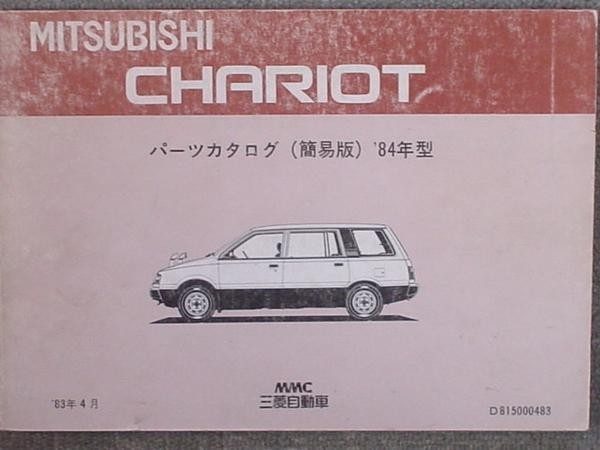 MITSUBISHI
CHARIOT
パーツカタログ（簡易版）'84年型
MMC
三菱自動車
'83年4月
D815000483